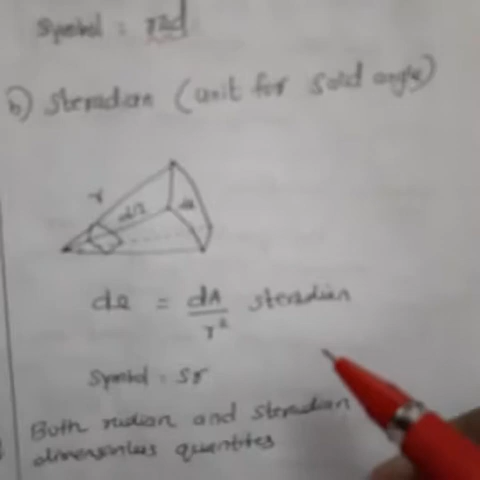 Symbol : rad
b) Steradian (unit for solid angle)
r
dΩ
dA
dΩ = dA/r² steradian
Symbol : sr
Both radian and steradian
dimensionless quantites